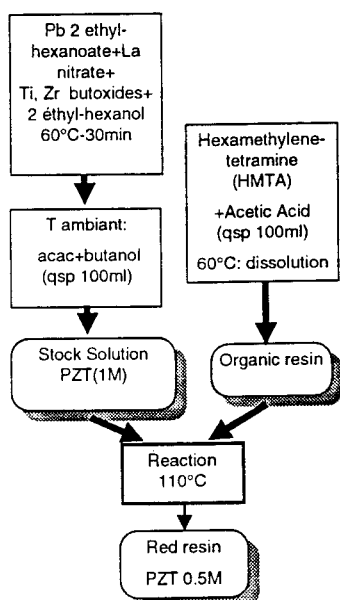 Pb 2 ethyl-
hexanoate+La
nitrate+
Ti, Zr butoxides+
2 éthyl-hexanol
60°C-30min
T ambiant:
acac+butanol
(qsp 100ml)
Stock Solution
PZT(1M)
Hexamethylene-
tetramine
(HMTA)
+Acetic Acid
(qsp 100ml)
60°C: dissolution
Organic resin
Reaction
110°C
Red resin
PZT 0.5M